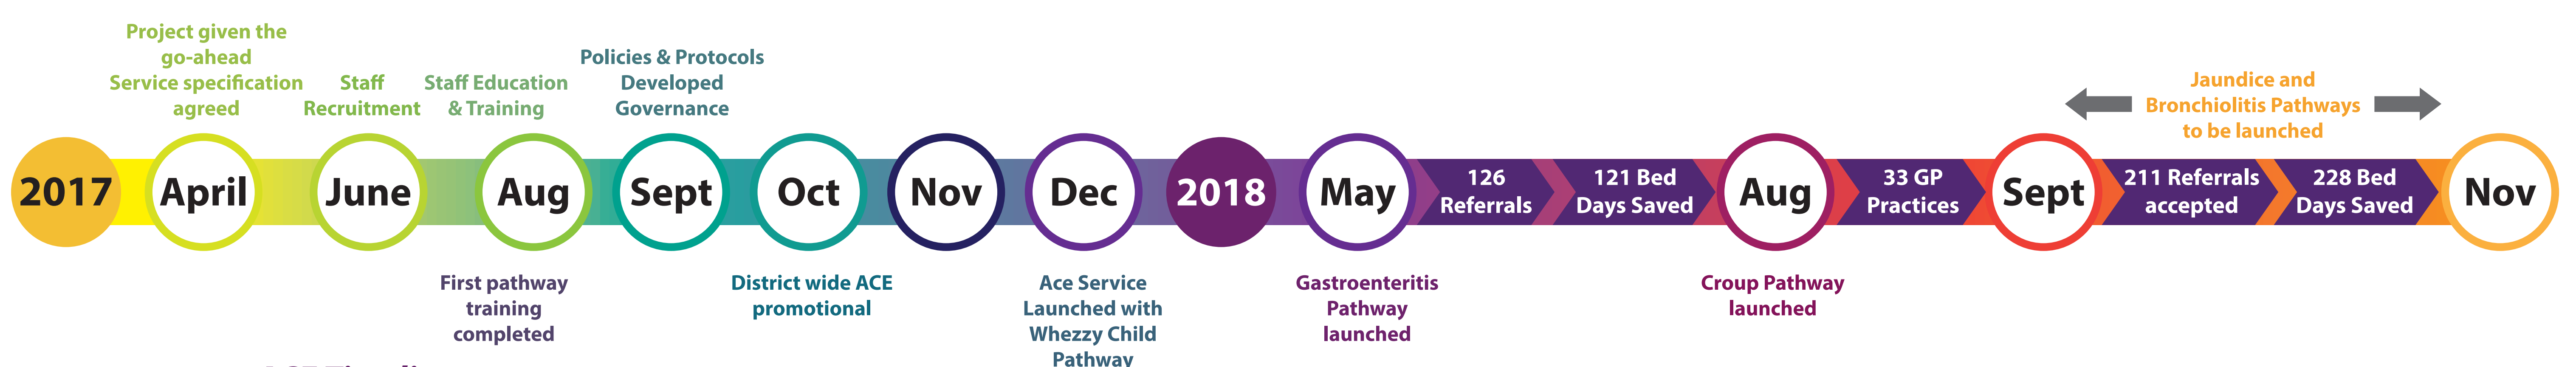 Project given the
go-ahead
Service specification
agreed
Staff
Recruitment
Staff Education
& Training
Policies & Protocols
Developed
Governance
Jaundice and
Bronchiolitis Pathways
to be launched
2017
April
June
Aug
Sept
Oct
Nov
Dec
2018
May
126
Referrals
121 Bed
Days Saved
Aug
33 GP
Practices
Sept
211 Referrals
accepted
228 Bed
Days Saved
Nov
First pathway
training
completed
District wide ACE
promotional
Ace Service
Launched with
Whezzy Child
Pathway
Gastroenteritis
Pathway
launched
Croup Pathway
launched